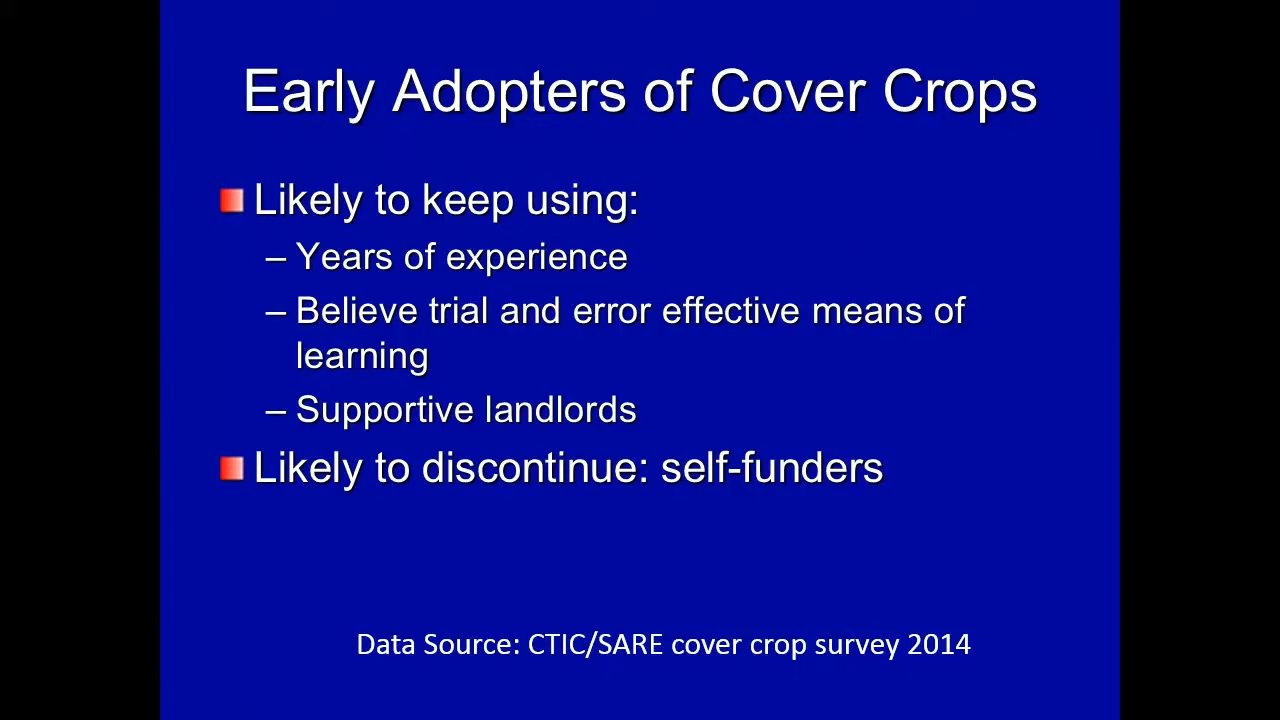 Early Adopters of Cover Crops
Likely to keep using:
– Years of experience
– Believe trial and error effective means of
learning
– Supportive landlords
Likely to discontinue: self-funders
Data Source: CTIC/SARE cover crop survey 2014